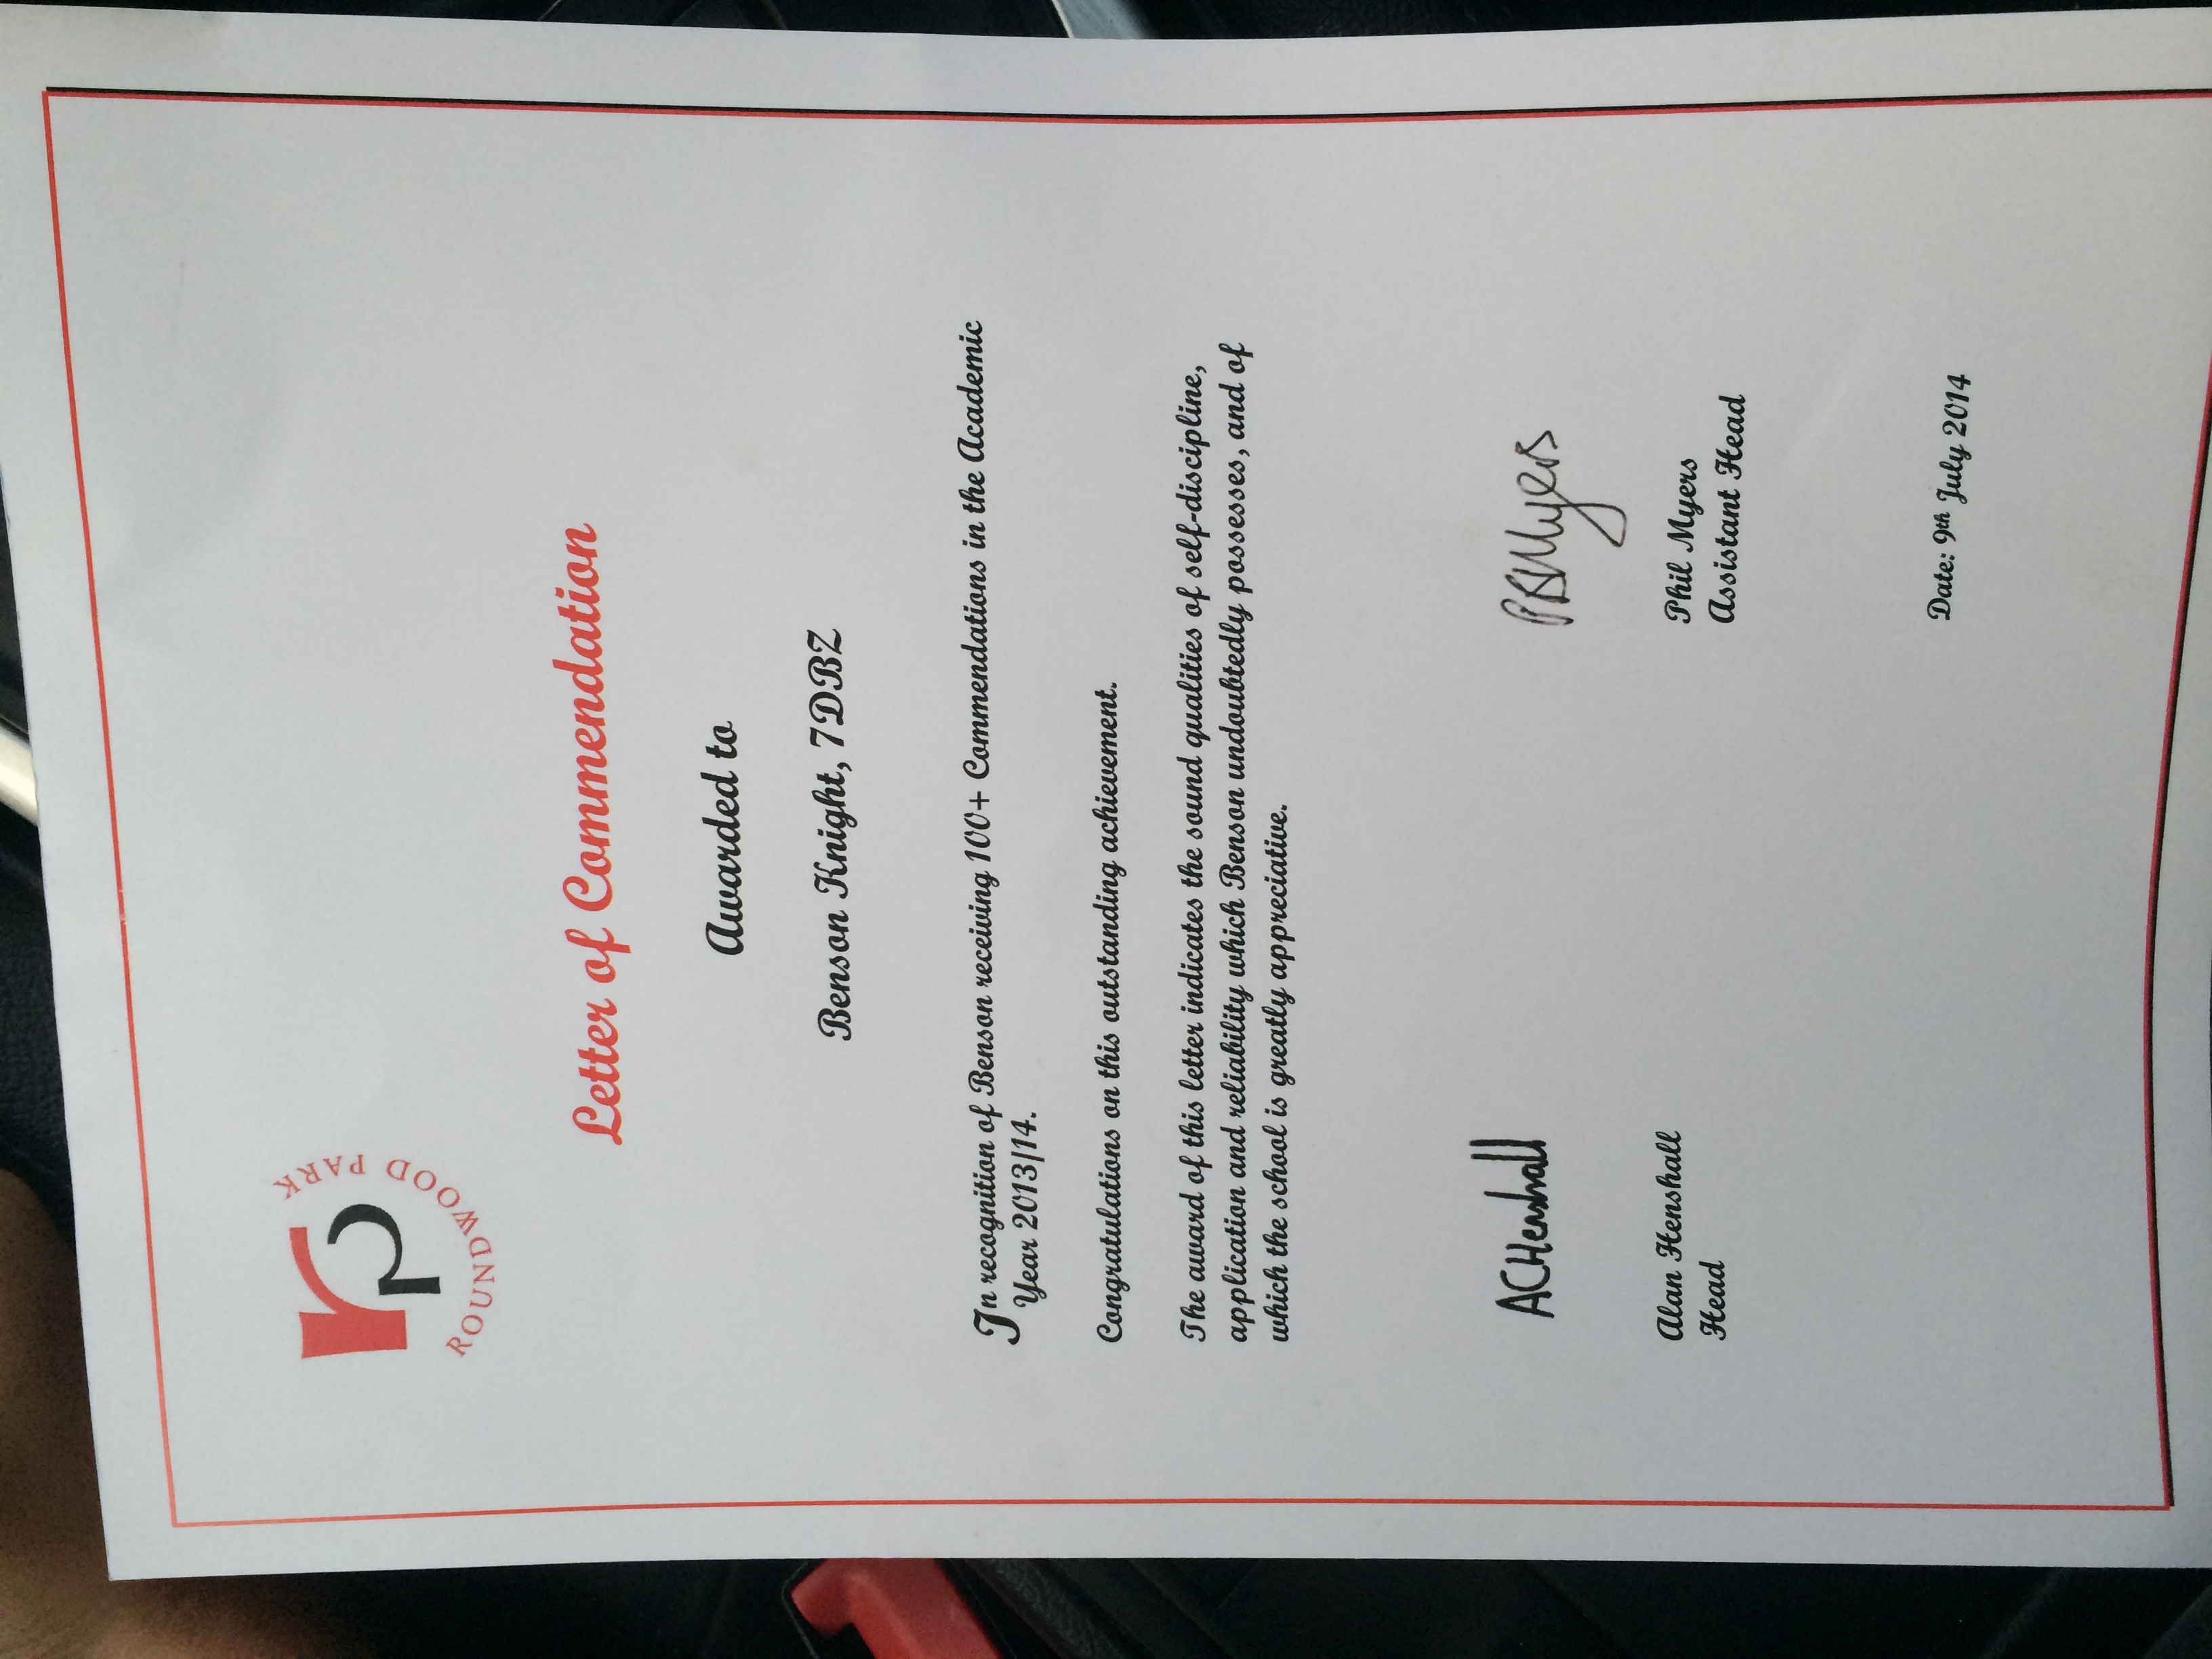 rp
ROUNDWOOD PARK
Letter of Commendation
Awarded to
Benson Knight, 7DBZ
In recognition of Benson receiving 100+ Commendations in the Academic
Year 2013/14.
Congratulations on this outstanding achievement.
The award of this letter indicates the sound qualities of self-discipline,
application and reliability which Benson undoubtedly possesses, and of
which the school is greatly appreciative.
ACHenshall
PRMyers
Alan Henshall
Head
Phil Myers
Assistant Head
Date: 9th July 2014